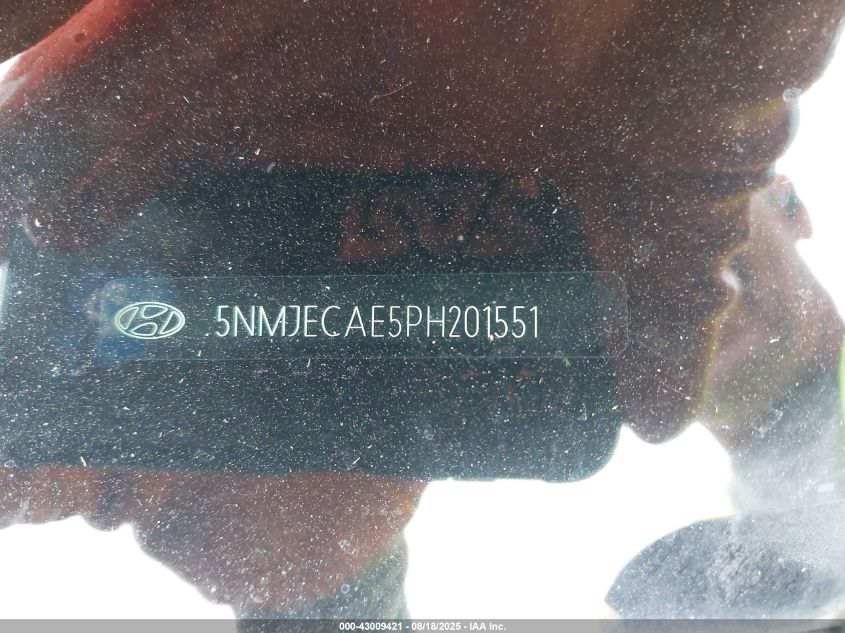 5NMJECAE5PH201551
000-43009421 - 08/18/2025 - IAA Inc.